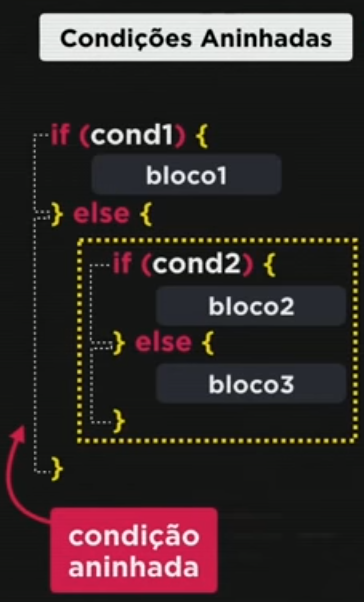 Condições Aninhadas
if (cond1) {
bloco1
} else {
if (cond2) {
bloco2
} else {
bloco3
}
}
condição
aninhada